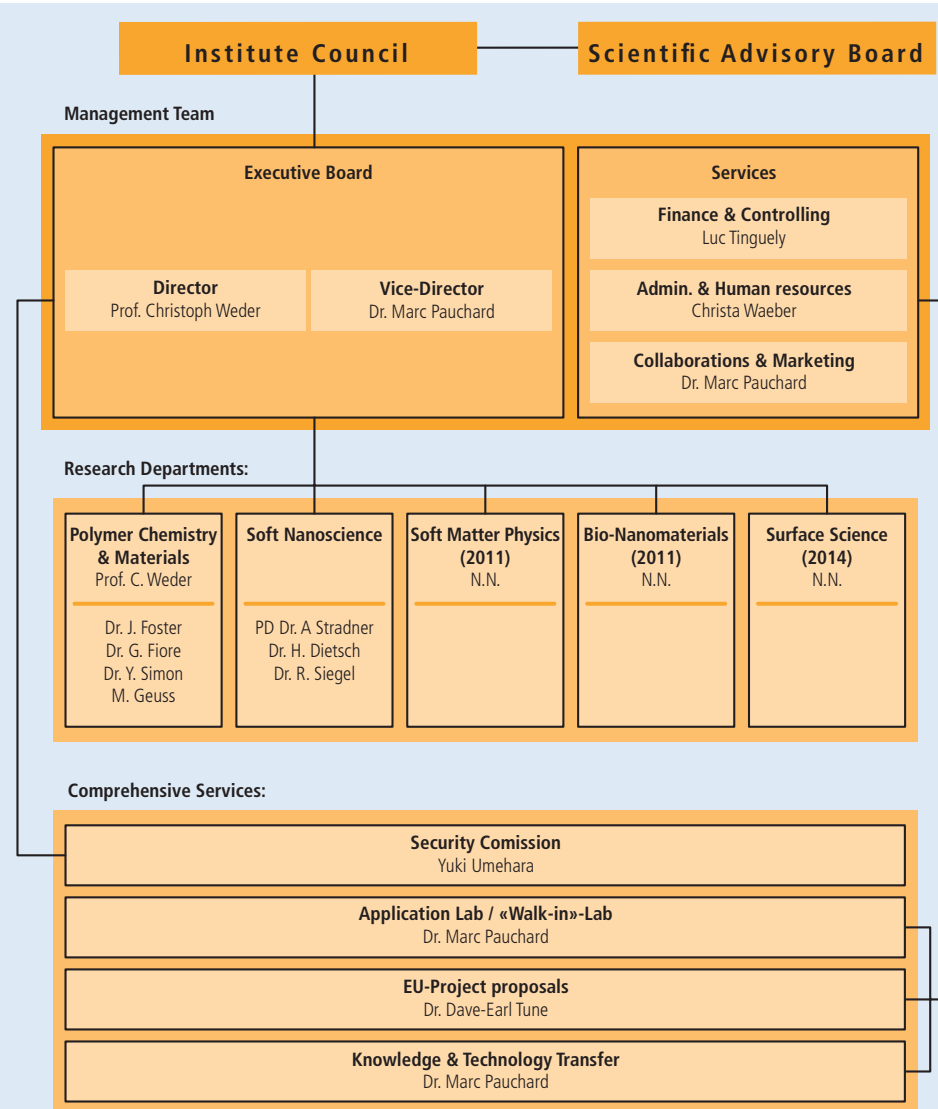 Institute Council
Scientific Advisory Board
Management Team
Executive Board
Director
Prof. Christoph Weder
Vice-Director
Dr. Marc Pauchard
Services
Finance & Controlling
Luc Tinguely
Admin. & Human resources
Christa Waeber
Collaborations & Marketing
Dr. Marc Pauchard
Research Departments:
Polymer Chemistry
& Materials
Prof. C. Weder
Dr. J. Foster
Dr. G. Fiore
Dr. Y. Simon
M. Geuss
Soft Nanoscience
PD Dr. A Stradner
Dr. H. Dietsch
Dr. R. Siegel
Soft Matter Physics
(2011)
N.N.
Bio-Nanomaterials
(2011)
N.N.
Surface Science
(2014)
N.N.
Comprehensive Services:
Security Comission
Yuki Umehara
Application Lab / «Walk-in»-Lab
Dr. Marc Pauchard
EU-Project proposals
Dr. Dave-Earl Tune
Knowledge & Technology Transfer
Dr. Marc Pauchard